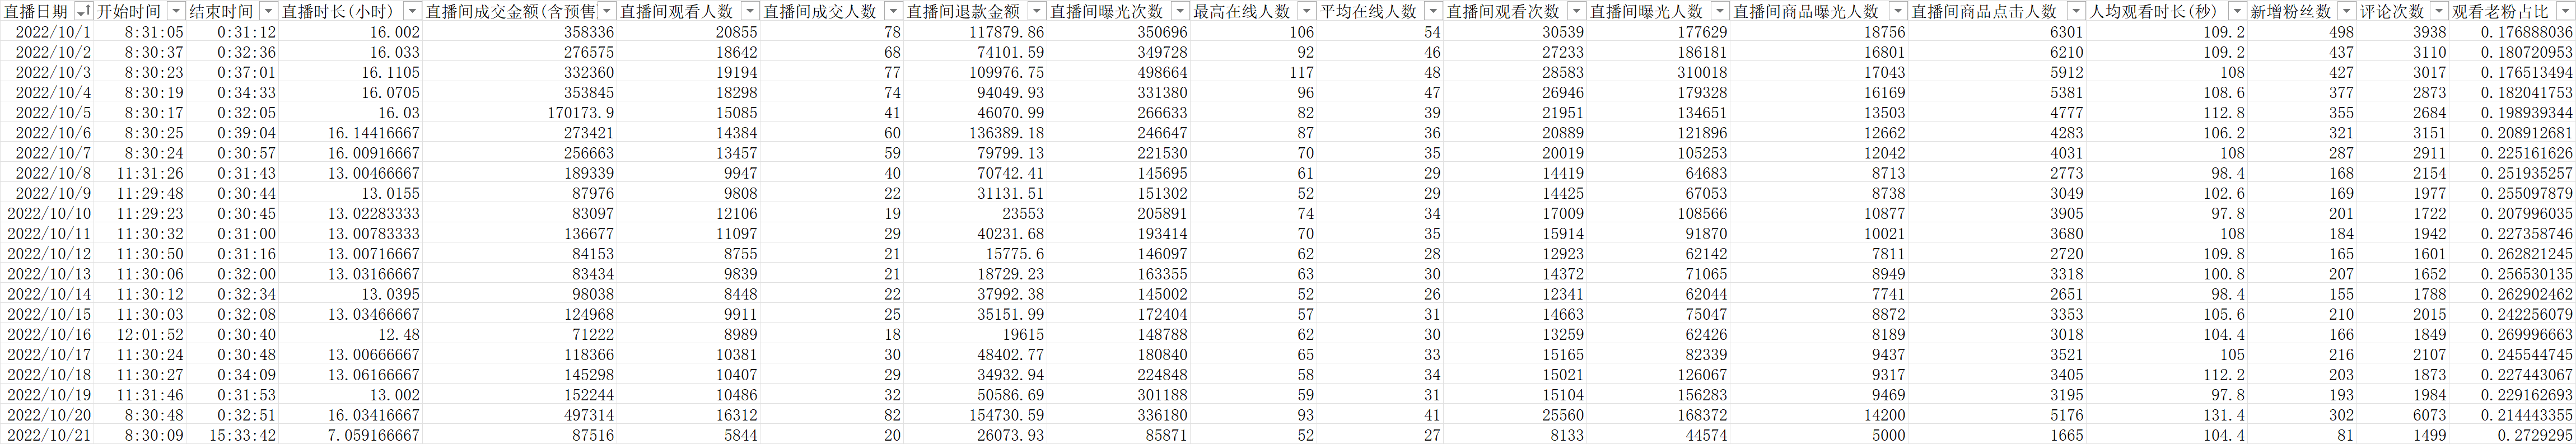 直播日期 开始时间 结束时间 直播时长(小时) 直播间成交金额(含预售 直播间观看人数 直播间成交人数 直播间退款金额 直播间曝光次数 最高在线人数 平均在线人数 直播间观看次数 直播间曝光人数 直播间商品曝光人数 直播间商品点击人数 人均观看时长(秒) 新增粉丝数 评论次数 观看老粉占比
2022/10/1 8:31:05 0:31:12 16.002 358336 20855 78 117879.86 350696 106 54 30539 177629 18756 6301 109.2 498 3938 0.176888036
2022/10/2 8:30:37 0:32:36 16.033 276575 18642 68 74101.59 349728 92 46 27233 186181 16801 6210 109.2 437 3110 0.180720953
2022/10/3 8:30:23 0:37:01 16.1105 332360 19194 77 109976.75 498664 117 48 28583 310018 17043 5912 108 427 3017 0.176513494
2022/10/4 8:30:19 0:34:33 16.0705 353845 18298 74 94049.93 331380 96 47 26946 179328 16169 5381 108.6 377 2873 0.182041753
2022/10/5 8:30:17 0:32:05 16.03 170173.9 15085 41 46070.99 266633 82 39 21951 134651 13503 4777 112.8 355 2684 0.198939344
2022/10/6 8:30:25 0:39:04 16.14416667 273421 14384 60 136389.18 246647 87 36 20889 121896 12662 4283 106.2 321 3151 0.208912681
2022/10/7 8:30:24 0:30:57 16.00916667 256663 13457 59 79799.13 221530 70 35 20019 105253 12042 4031 108 287 2911 0.225161626
2022/10/8 11:31:26 0:31:43 13.00466667 189339 9947 40 70742.41 145695 61 29 14419 64683 8713 2773 98.4 168 2154 0.251935257
2022/10/9 11:29:48 0:30:44 13.0155 87976 9808 22 31131.51 151302 52 29 14425 67053 8738 3049 102.6 169 1977 0.255097879
2022/10/10 11:29:23 0:30:45 13.02283333 83097 12106 19 23553 205891 74 34 17009 108566 10877 3905 97.8 201 1722 0.207996035
2022/10/11 11:30:32 0:31:00 13.00783333 136677 11097 29 40231.68 193414 70 35 15914 91870 10021 3680 108 184 1942 0.227358746
2022/10/12 11:30:50 0:31:16 13.00716667 84153 8755 21 15775.6 146097 62 28 12923 62142 7811 2720 109.8 165 1601 0.262821245
2022/10/13 11:30:06 0:32:00 13.03166667 83434 9839 21 18729.23 163355 63 30 14372 71065 8949 3318 100.8 207 1652 0.256530135
2022/10/14 11:30:12 0:32:34 13.0395 98038 8448 22 37992.38 145002 52 26 12341 62044 7741 2651 98.4 155 1788 0.262902462
2022/10/15 11:30:03 0:32:08 13.03466667 124968 9911 25 35151.99 172404 57 31 14663 75047 8872 3353 105.6 210 2015 0.242256079
2022/10/16 12:01:52 0:30:40 12.48 71222 8989 18 19615 148788 62 30 13259 62426 8189 3018 104.4 166 1849 0.269996663
2022/10/17 11:30:24 0:30:48 13.00666667 118366 10381 30 48402.77 180840 65 33 15165 82339 9437 3521 105 216 2107 0.245544745
2022/10/18 11:30:27 0:34:09 13.06166667 145298 10407 29 34932.94 224848 58 34 15021 126067 9317 3405 112.2 203 1873 0.227443067
2022/10/19 11:31:46 0:31:53 13.002 152244 10486 32 50586.69 301188 59 31 15104 156283 9469 3195 97.8 193 1984 0.229162693
2022/10/20 8:30:48 0:32:51 16.03416667 497314 16312 82 154730.59 336180 93 41 25560 168372 14200 5176 131.4 302 6073 0.214443355
2022/10/21 8:30:09 15:33:42 7.059166667 87516 5844 20 26073.93 85871 52 27 8133 44574 5000 1665 104.4 81 1499 0.2729295